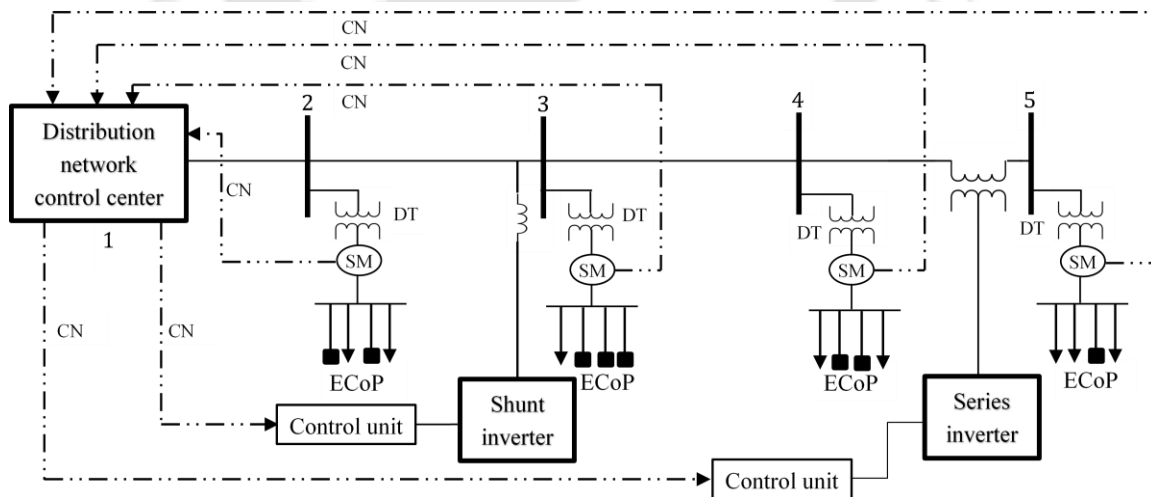 CN
CN
CN
2
3
4
5
Distribution
network
control center
CN
1
DT
DT
DT
DT
SM
SM
SM
SM
CN
CN
ECoP
ECoP
ECoP
ECoP
Shunt
inverter
Series
inverter
Control unit
Control unit